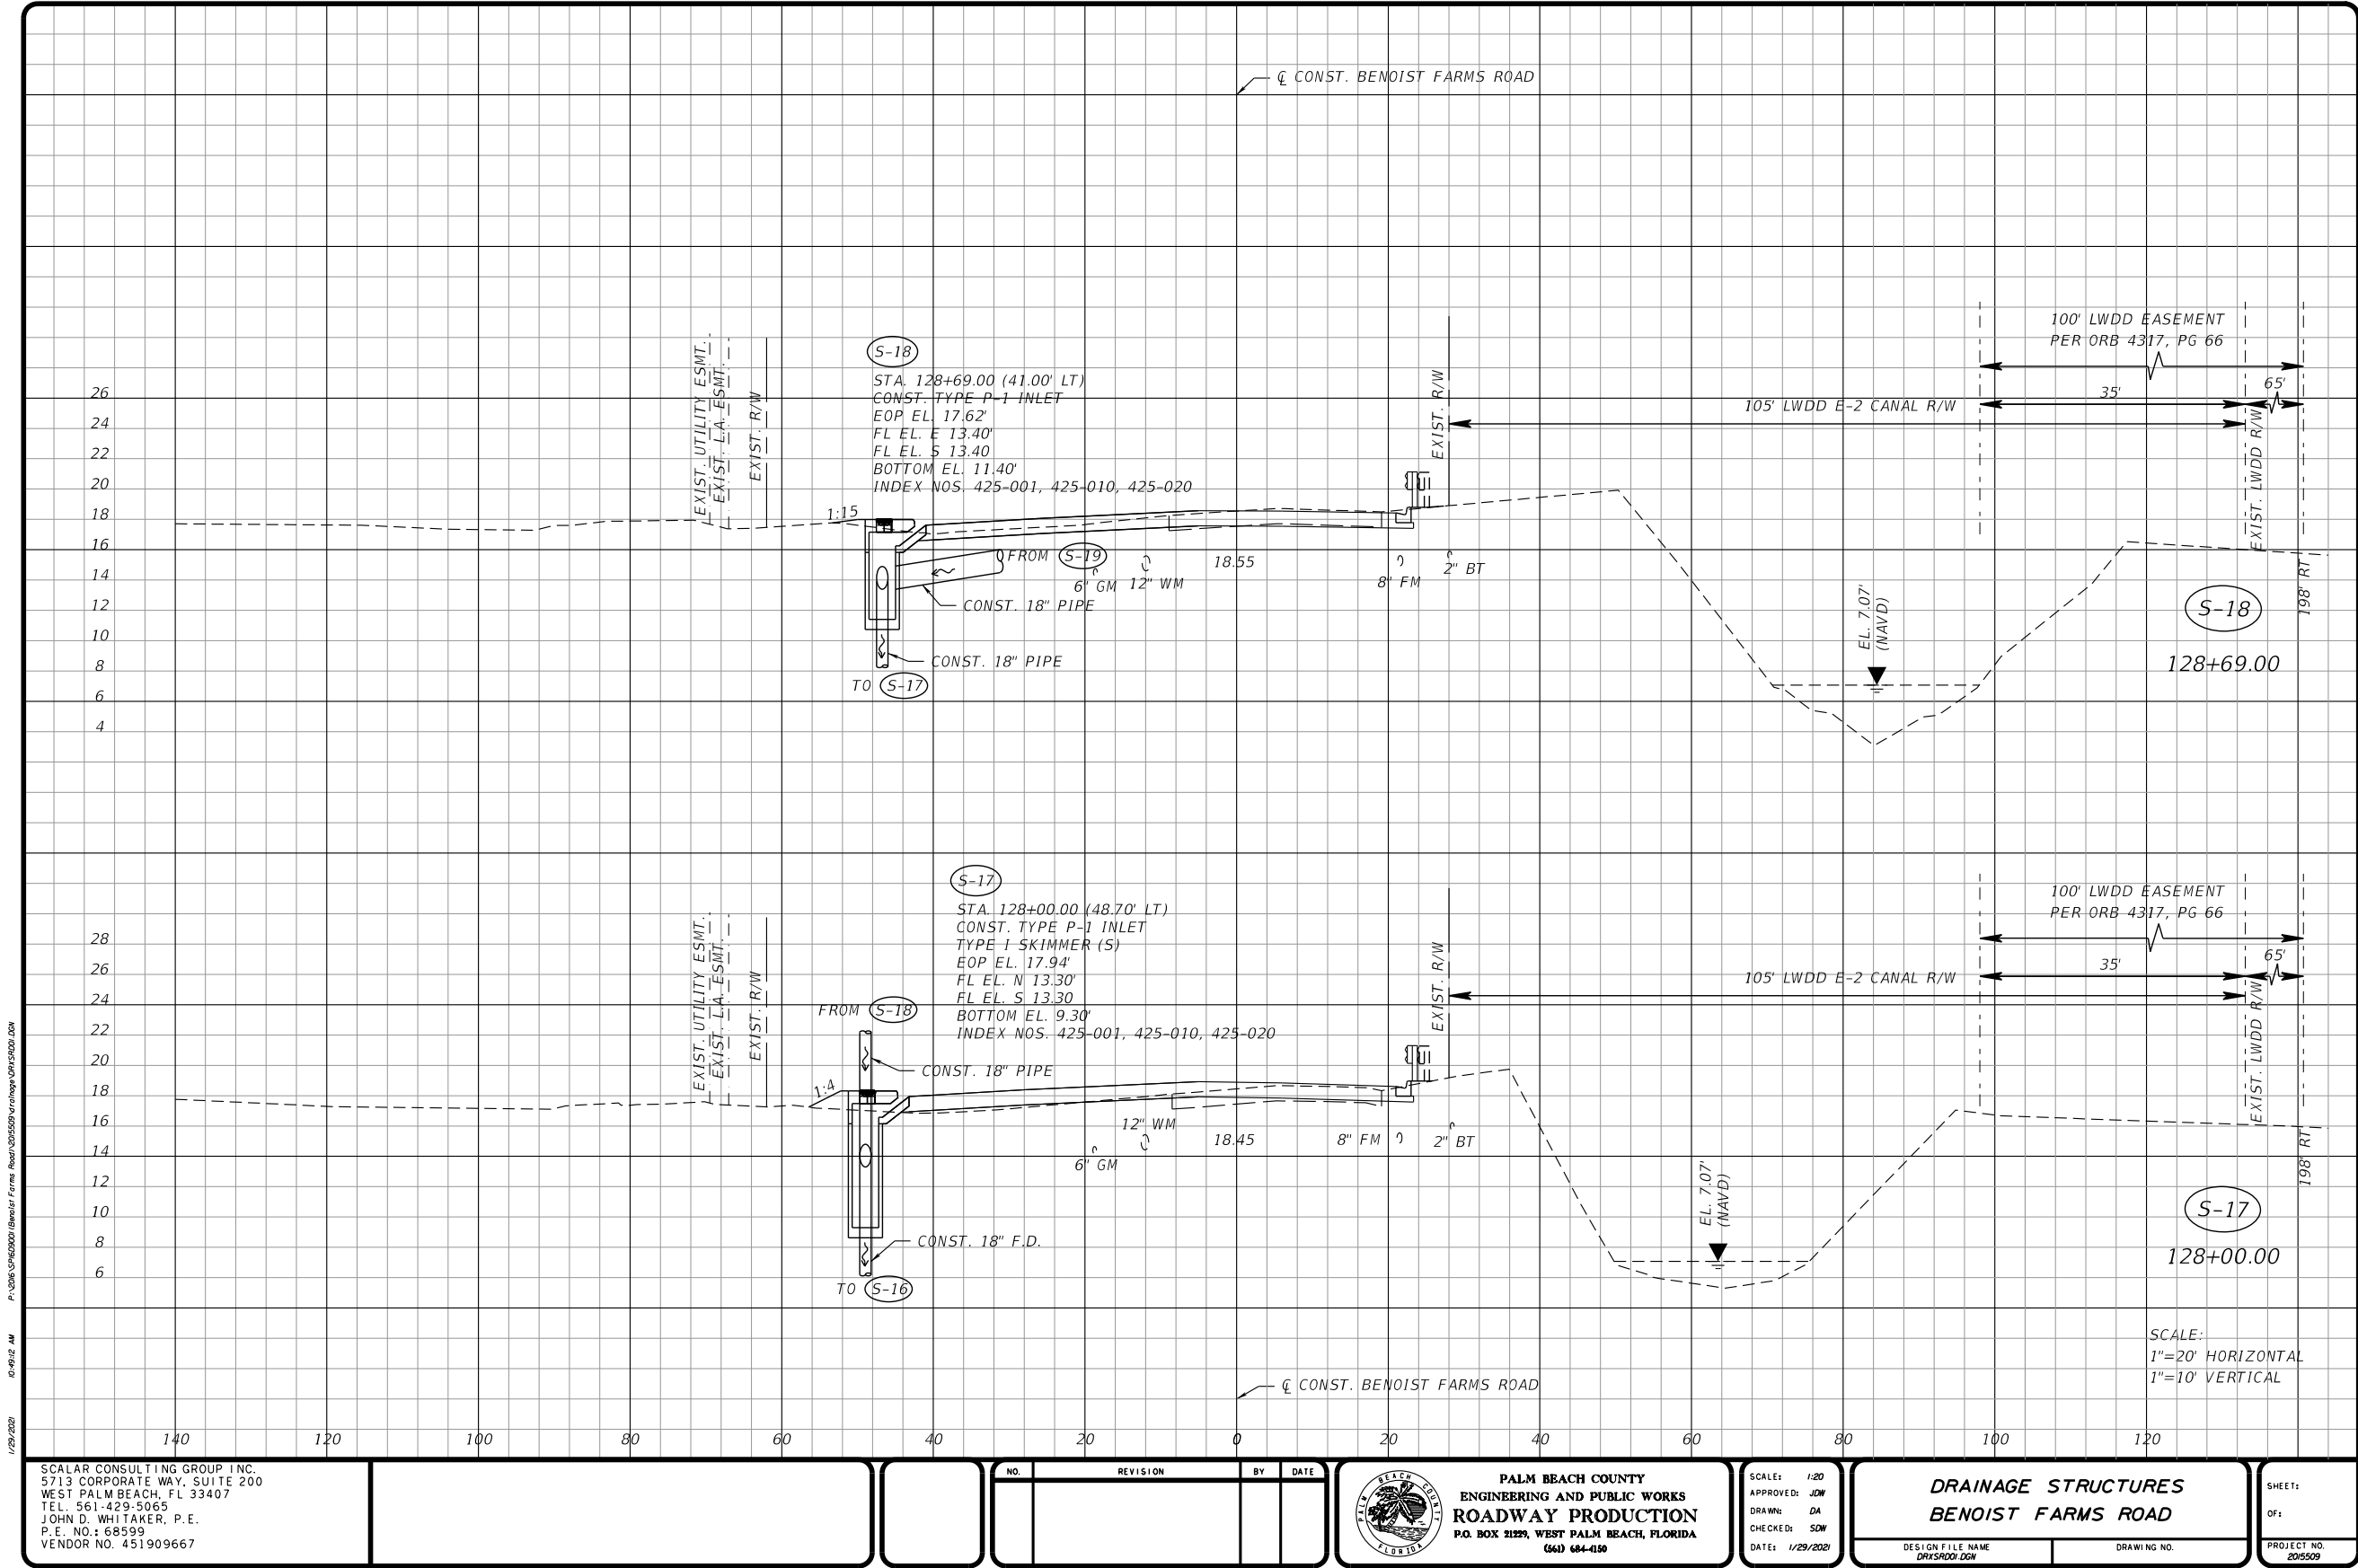 ℄ CONST. BENOIST FARMS ROAD
EXIST. UTILITY ESMT.
EXIST. L.A. ESMT.
EXIST. R/W
S-18
STA. 128+69.00 (41.00' LT)
CONST. TYPE P-1 INLET
EOP EL. 17.62'
FL EL. E 13.40'
FL EL. S 13.40
BOTTOM EL. 11.40'
INDEX NOS. 425-001, 425-010, 425-020
EXIST. R/W
100' LWDD EASEMENT
PER ORB 4317, PG 66
35'
65'
105' LWDD E-2 CANAL R/W
EXIST. LWDD R/W
198' RT
26
24
22
20
18
16
14
12
10
8
6
4
1:15
FROM S-19
6" GM
12" WM
18.55
8" FM
2" BT
CONST. 18" PIPE
CONST. 18" PIPE
TO S-17
EL. 7.07'
(NAVD)
S-18
128+69.00
S-17
STA. 128+00.00 (48.70' LT)
CONST. TYPE P-1 INLET
TYPE I SKIMMER (S)
EOP EL. 17.94'
FL EL. N 13.30'
FL EL. S 13.30
BOTTOM EL. 9.30'
INDEX NOS. 425-001, 425-010, 425-020
EXIST. UTILITY ESMT.
EXIST. L.A. ESMT.
EXIST. R/W
FROM S-18
CONST. 18" PIPE
EXIST. R/W
100' LWDD EASEMENT
PER ORB 4317, PG 66
35'
65'
105' LWDD E-2 CANAL R/W
EXIST. LWDD R/W
198' RT
28
26
24
22
20
18
16
14
12
10
8
6
1:4
12" WM
6" GM
18.45
8" FM
2" BT
CONST. 18" F.D.
TO S-16
EL. 7.07'
(NAVD)
S-17
128+00.00
SCALE:
1"=20' HORIZONTAL
1"=10' VERTICAL
℄ CONST. BENOIST FARMS ROAD
140 120 100 80 60 40 20 0 20 40 60 80 100 120
1/29/2021 10:49:12 AM
SCALAR CONSULTING GROUP INC.
5713 CORPORATE WAY, SUITE 200
WEST PALM BEACH, FL 33407
TEL. 561-429-5065
JOHN D. WHITAKER, P.E.
P.E. NO.: 68599
VENDOR NO. 451909667
NO. REVISION BY DATE
PALM BEACH COUNTY
FLORIDA
PALM BEACH COUNTY
ENGINEERING AND PUBLIC WORKS
ROADWAY PRODUCTION
P.O. BOX 21229, WEST PALM BEACH, FLORIDA
(561) 684-4150
SCALE: 1:20
APPROVED: JDW
DRAWN: DA
CHECKED: SDW
DATE: 1/29/2021
DRAINAGE STRUCTURES
BENOIST FARMS ROAD
DESIGN FILE NAME
DRXSRD01.DGN
DRAWING NO.
SHEET:
OF:
PROJECT NO.
2015509